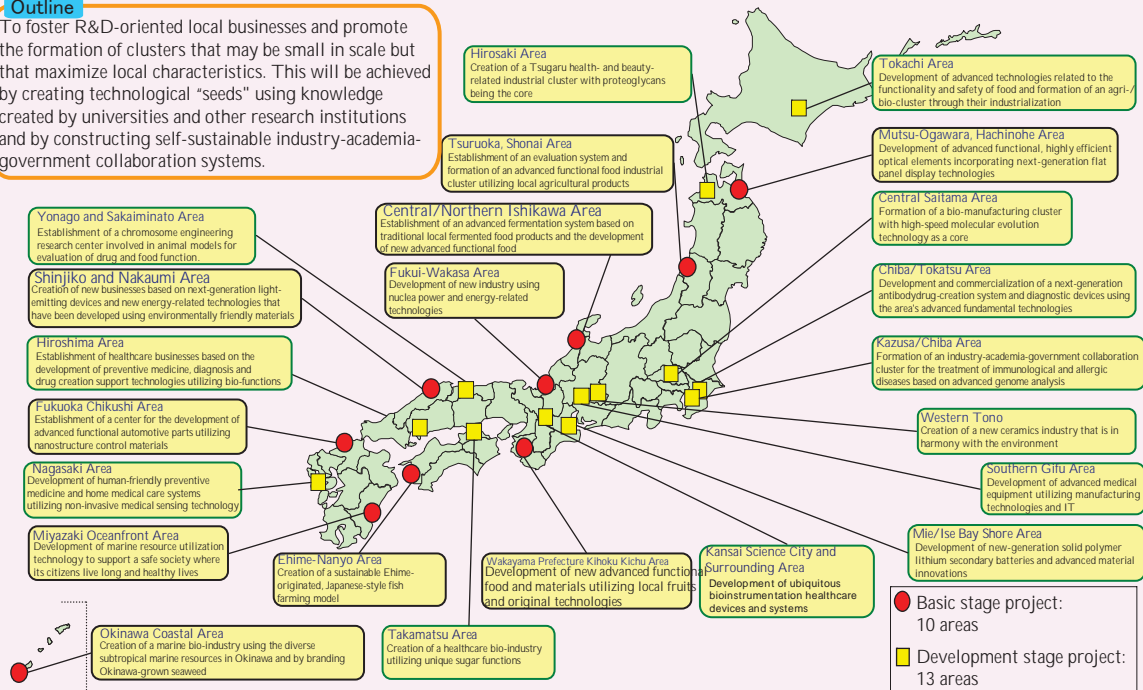 Outline
To foster R&D-oriented local businesses and promote
the formation of clusters that may be small in scale but
that maximize local characteristics. This will be achieved
by creating technological "seeds" using knowledge
created by universities and other research institutions
and by constructing self-sustainable industry-academia-
government collaboration systems.
Hirosaki Area
Creation of a Tsugaru health- and beauty-
related industrial cluster with proteoglycans
being the core
Tokachi Area
Development of advanced technologies related to the
functionality and safety of food and formation of an agri-/
bio-cluster through their industrialization
Tsuruoka, Shonai Area
Establishment of an evaluation system and
formation of an advanced food industrial
cluster utilizing local agricultural products
Mutsu-Ogawara, Hachinohe Area
Development of advanced functional, highly efficient
optical elements incorporating next-generation flat
panel display technologies
Central/Northern Ishikawa Area
Establishment of an advanced fermentation system based on
traditional local fermented food products and the development
of new advanced functional food
Central Saitama Area
Formation of a bio-manufacturing cluster
with high-speed molecular evolution
technology as a core
Yonago and Sakaiminato Area
Establishment of a chromosome engineering
research center involved in animal models for
evaluation of drug and food function.
Fukui-Wakasa Area
Development of new industry using
nuclea power and energy-related
technologies
Chiba/Tokatsu Area
Development and commercialization of a next-generation
antibodydrug-creation system and diagnostic devices using
the area's advanced fundamental technologies
Shinjiko and Nakaumi Area
Creation of new businesses based on next-generation light-
emitting devices and new energy-related technologies that
have been developed using environmentally friendly materials
Kazusa/Chiba Area
Formation of an industry-academia-government collaboration
cluster for the treatment of immunological and allergic
diseases based on advanced genome analysis
Hiroshima Area
Establishment of healthcare businesses based on the
development of preventive medicine, diagnosis and
drug creation support technologies utilizing bio-functions
Western Tono
Creation of a new ceramics industry that is in
harmony with the environment
Fukuoka Chikushi Area
Establishment of a center for the development of
advanced functional automotive parts utilizing
nanostructure control materials
Southern Gifu Area
Development of advanced medical
equipment utilizing manufacturing
technologies and IT
Nagasaki Area
Development of human-friendly preventive
medicine and home medical care systems
utilizing non-invasive medical sensing technology
Mie/Ise Bay Shore Area
Development of new-generation solid polymer
lithium secondary batteries and advanced material
innovations
Miyazaki Oceanfront Area
Development of marine resource utilization
technology to support a safe society where
its citizens live long and healthy lives
Ehime-Nanyo Area
Creation of a sustainable Ehime-
originated, Japanese-style fish
farming model
Wakayama Prefecture Kihoku Kichu Area
Development of new advanced functional
food and materials utilizing local fruits
and original technologies
Kansai Science City and
Surrounding Area
Development of ubiquitous
bioinstrumentation healthcare
devices and systems
Okinawa Coastal Area
Creation of a marine bio-industry using the diverse
subtropical marine resources in Okinawa and by branding
Okinawa-grown seaweed
Takamatsu Area
Creation of a healthcare bio-industry
utilizing unique sugar functions
Basic stage project:
10 areas
Development stage project:
13 areas